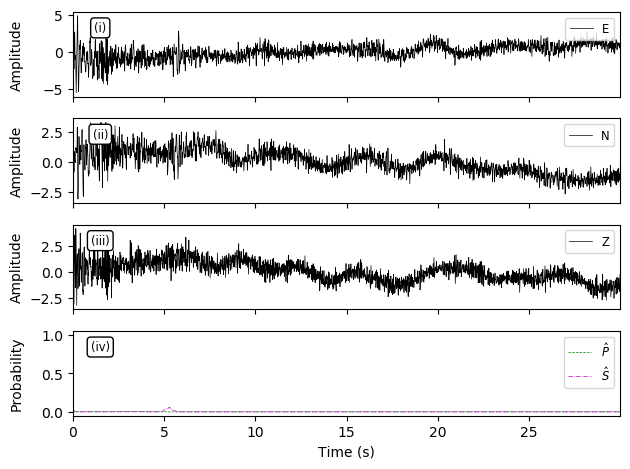 5
0
−5
Amplitude
(i)
E
2.5
0.0
−2.5
Amplitude
(ii)
N
2.5
0.0
−2.5
Amplitude
(iii)
Z
1.0
0.5
0.0
Probability
(iv)
P̂
Ŝ
0 5 10 15 20 25
Time (s)